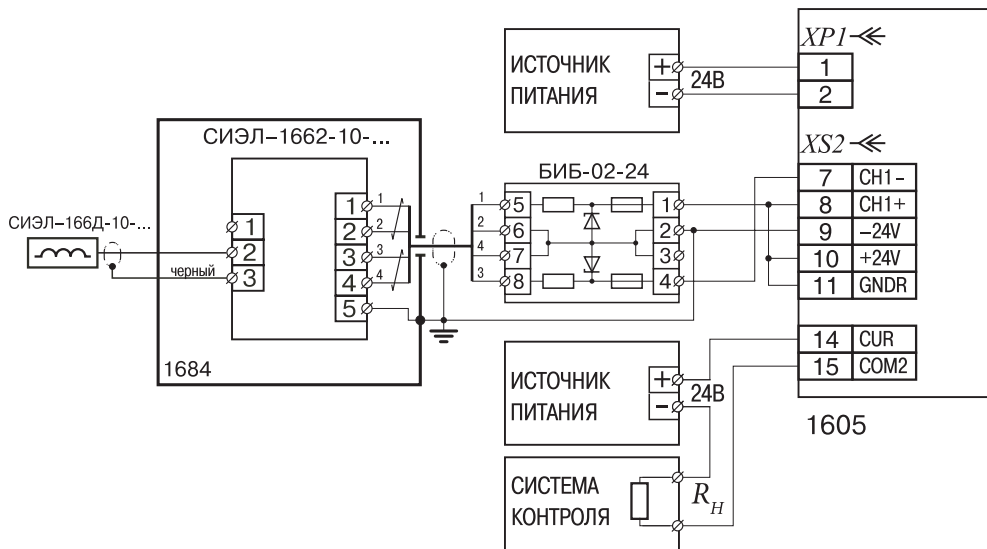 СИЭЛ-166Д-10-...
черный
СИЭЛ-1662-10-...
1
2
3
1
2
3
4
5
1
2
3
4
1684
ИСТОЧНИК
ПИТАНИЯ
+
-
24В
БИБ-02-24
1
2
4
3
5
6
7
8
1
2
3
4
ИСТОЧНИК
ПИТАНИЯ
+
-
24В
СИСТЕМА
КОНТРОЛЯ
RН
XP1
1
2
XS2
7 CH1-
8 CH1+
9 -24V
10 +24V
11 GNDR
14 CUR
15 COM2
1605